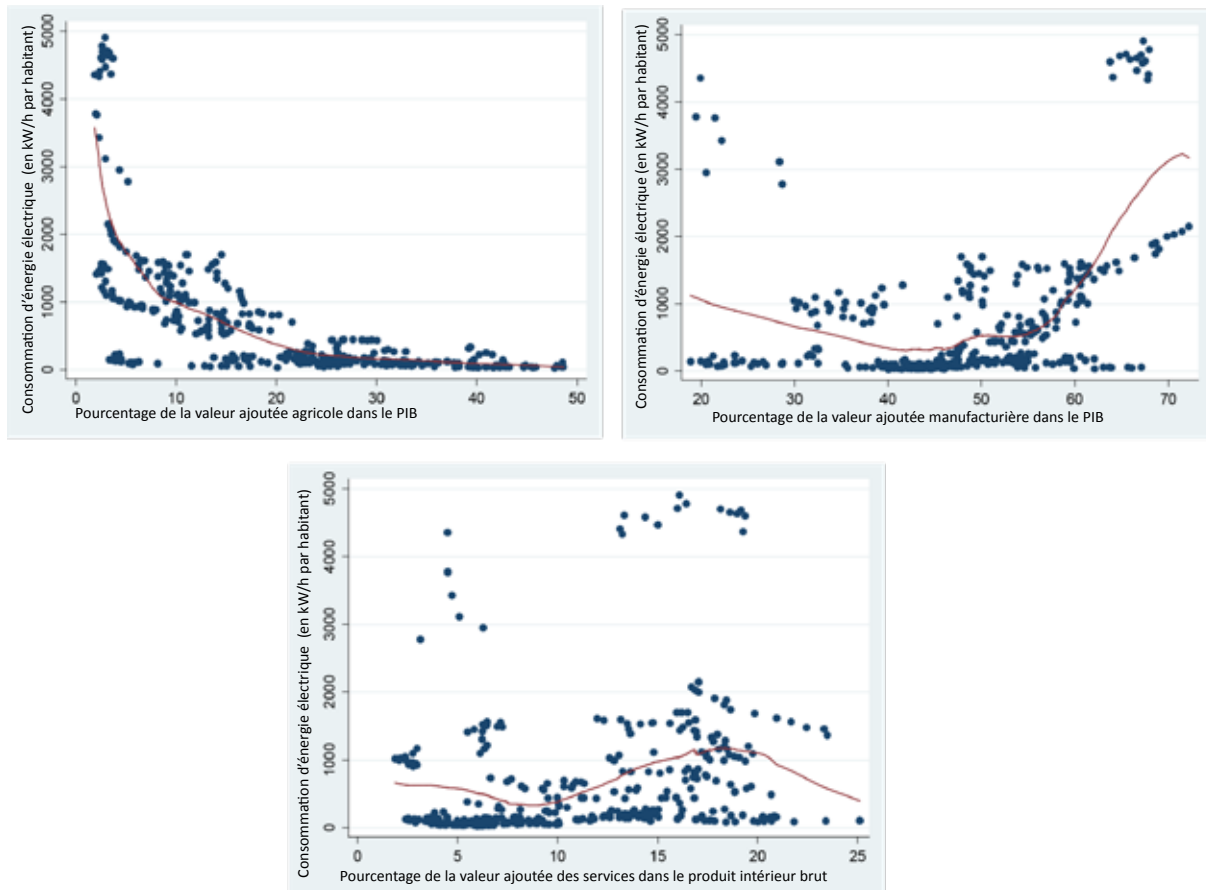 Consommation d'énergie électrique (en kW/h par habitant)
5000
4000
3000
2000
1000
0
0 10 20 30 40 50
Pourcentage de la valeur ajoutée agricole dans le PIB
Consommation d'énergie électrique (en kW/h par habitant)
5000
4000
3000
2000
1000
0
20 30 40 50 60 70
Pourcentage de la valeur ajoutée manufacturière dans le PIB
Consommation d'énergie électrique (en kW/h par habitant)
5000
4000
3000
2000
1000
0
0 5 10 15 20 25
Pourcentage de la valeur ajoutée des services dans le produit intérieur brut